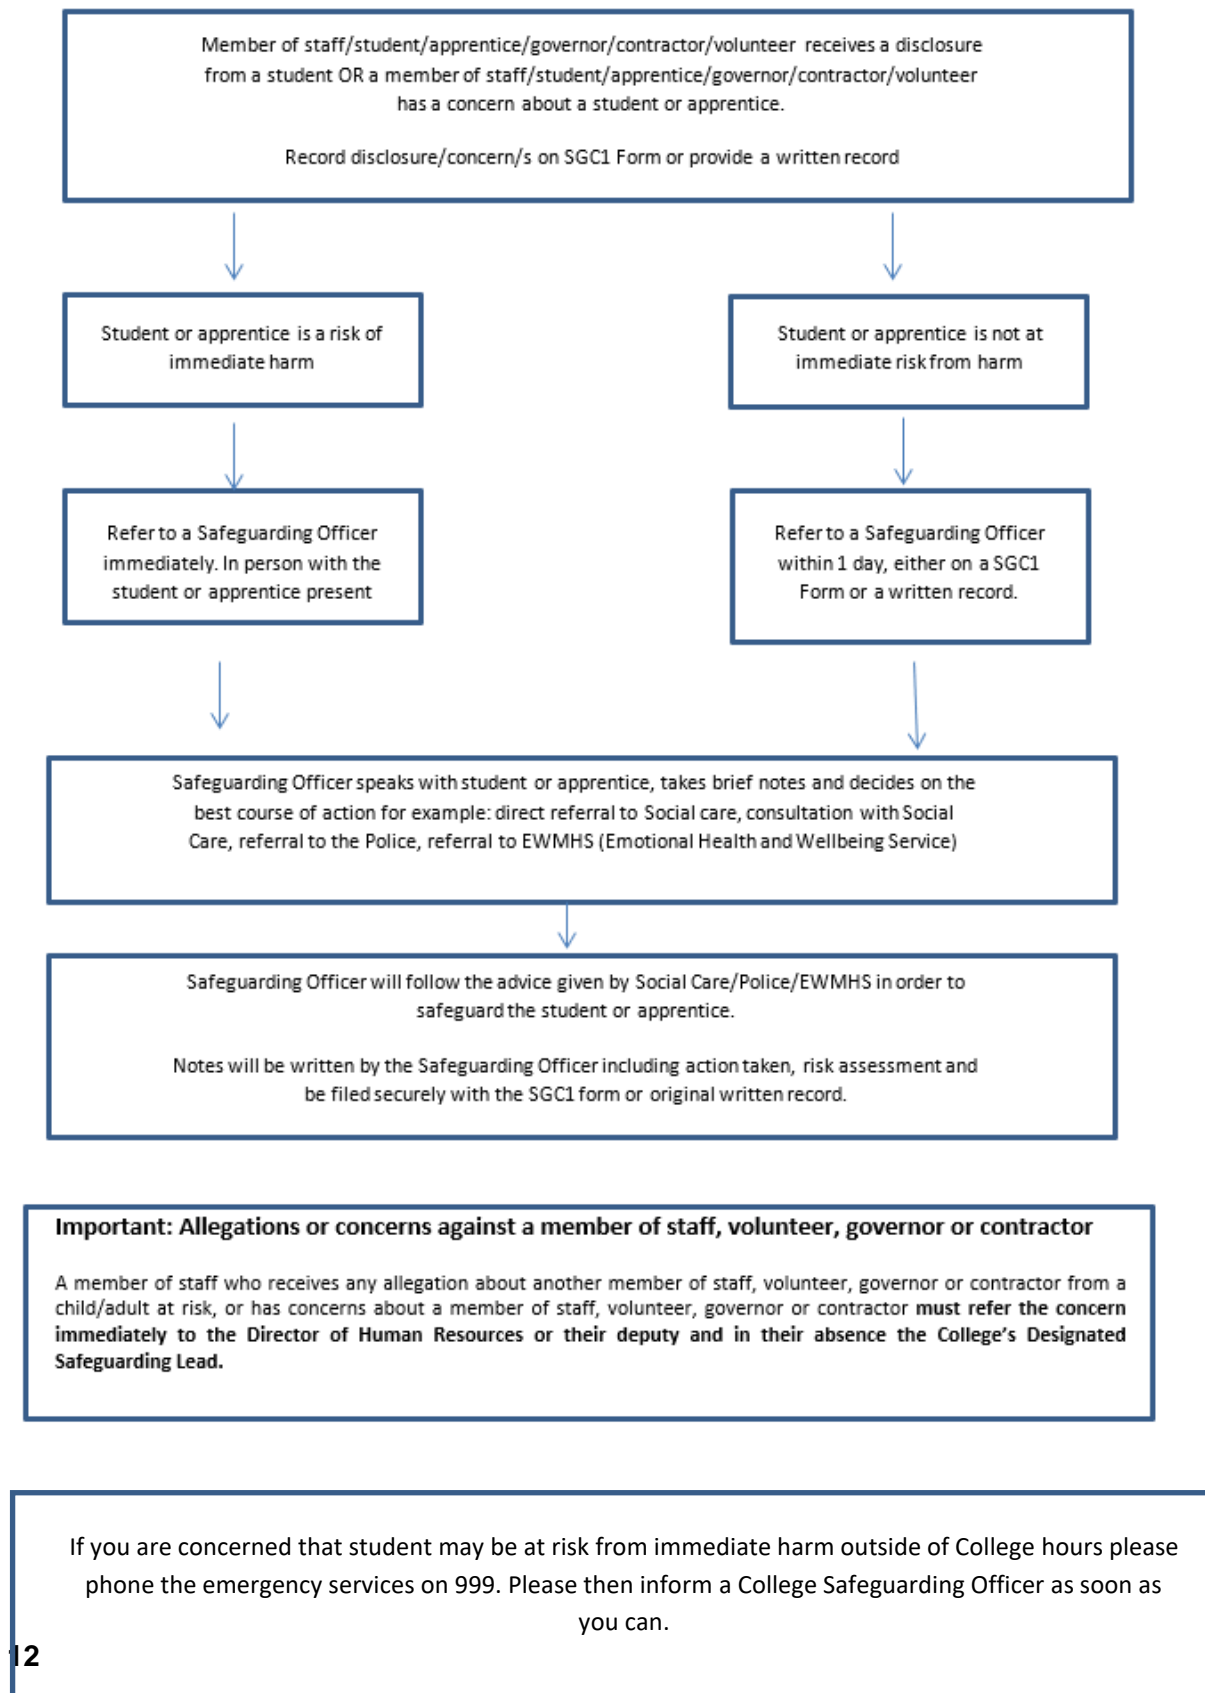 Member of staff/student/apprentice/governor/contractor/volunteer receives a disclosure
from a student OR a member of staff/student/apprentice/governor/contractor/volunteer
has a concern about a student or apprentice.
Record disclosure/concern/s on SGC1 Form or provide a written record
Student or apprentice is a risk of
immediate harm
Student or apprentice is not at
immediate risk from harm
Refer to a Safeguarding Officer
immediately. In person with the
student or apprentice present
Refer to a Safeguarding Officer
within 1 day, either on a SGC1
Form or a written record.
Safeguarding Officer speaks with student or apprentice, takes brief notes and decides on the
best course of action for example: direct referral to Social care, consultation with Social
Care, referral to the Police, referral to EWMHS (Emotional Health and Wellbeing Service)
Safeguarding Officer will follow the advice given by Social Care/Police/EWMHS in order to
safeguard the student or apprentice.
Notes will be written by the Safeguarding Officer including action taken, risk assessment and
be filed securely with the SGC1 form or original written record.
Important: Allegations or concerns against a member of staff, volunteer, governor or contractor
A member of staff who receives any allegation about another member of staff, volunteer, governor or contractor from a
child/adult at risk, or has concerns about a member of staff, volunteer, governor or contractor must refer the concern
immediately to the Director of Human Resources or their deputy and in their absence the College's Designated
Safeguarding Lead.
If you are concerned that student may be at risk from immediate harm outside of College hours please
phone the emergency services on 999. Please then inform a College Safeguarding Officer as soon as
you can.
12